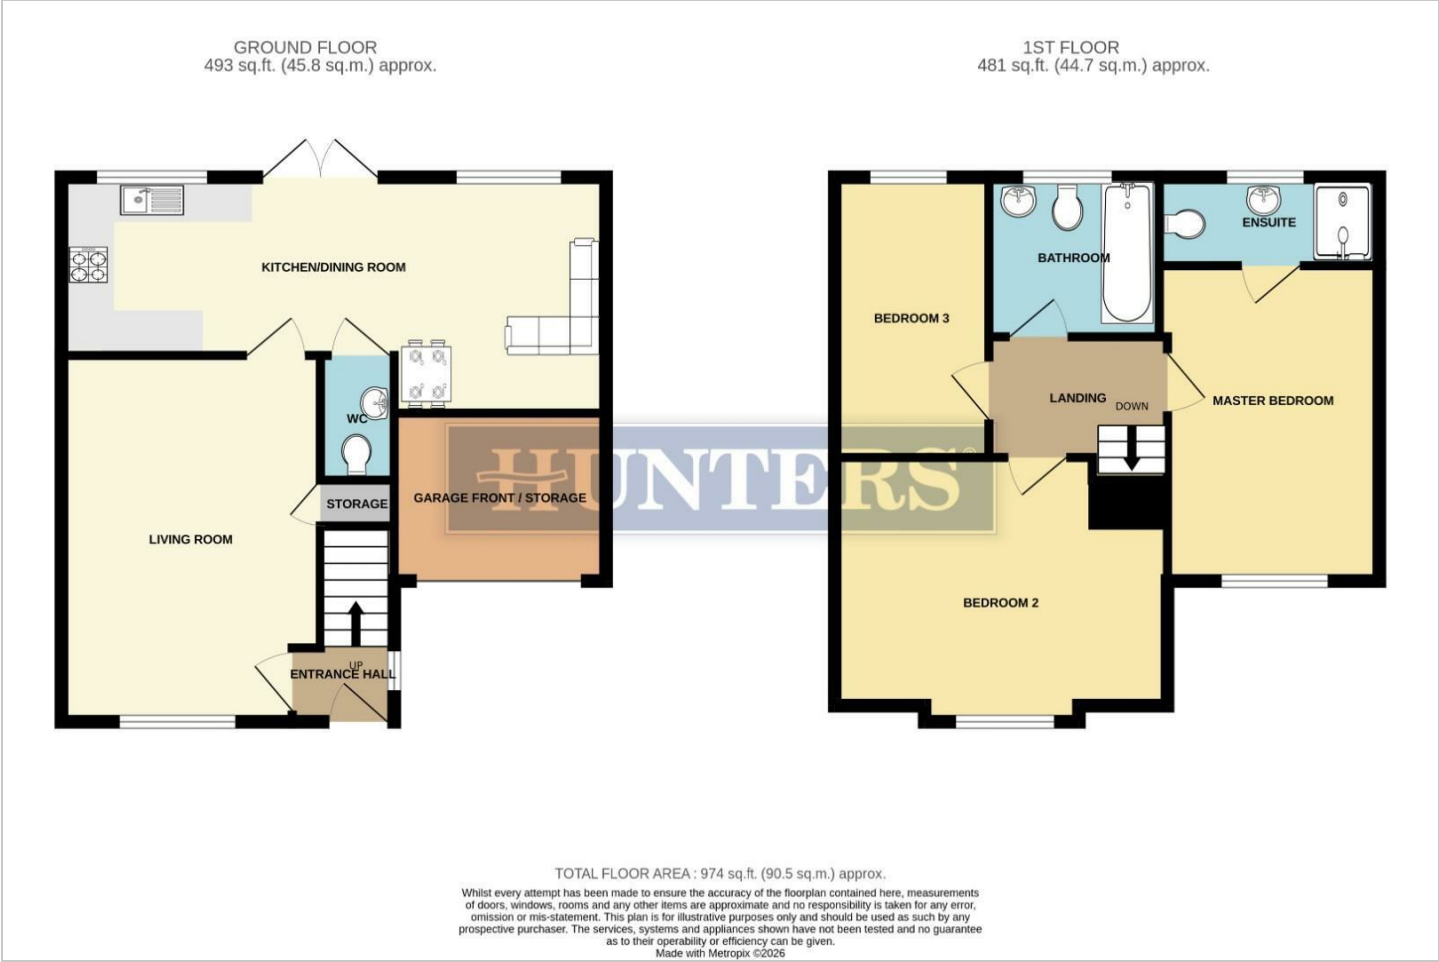 GROUND FLOOR
493 sq.ft. (45.8 sq.m.) approx.
1ST FLOOR
481 sq.ft. (44.7 sq.m.) approx.
KITCHEN/DINING ROOM
WC
STORAGE
LIVING ROOM
GARAGE FRONT / STORAGE
UP
ENTRANCE HALL
HUNTERS®
ENSUITE
BATHROOM
BEDROOM 3
LANDING
DOWN
MASTER BEDROOM
BEDROOM 2
TOTAL FLOOR AREA : 974 sq.ft. (90.5 sq.m.) approx.
Whilst every attempt has been made to ensure the accuracy of the floorplan contained here, measurements
of doors, windows, rooms and any other items are approximate and no responsibility is taken for any error,
omission or mis-statement. This plan is for illustrative purposes only and should be used as such by any
prospective purchaser. The services, systems and appliances shown have not been tested and no guarantee
as to their operability or efficiency can be given.
Made with Metropix ©2026